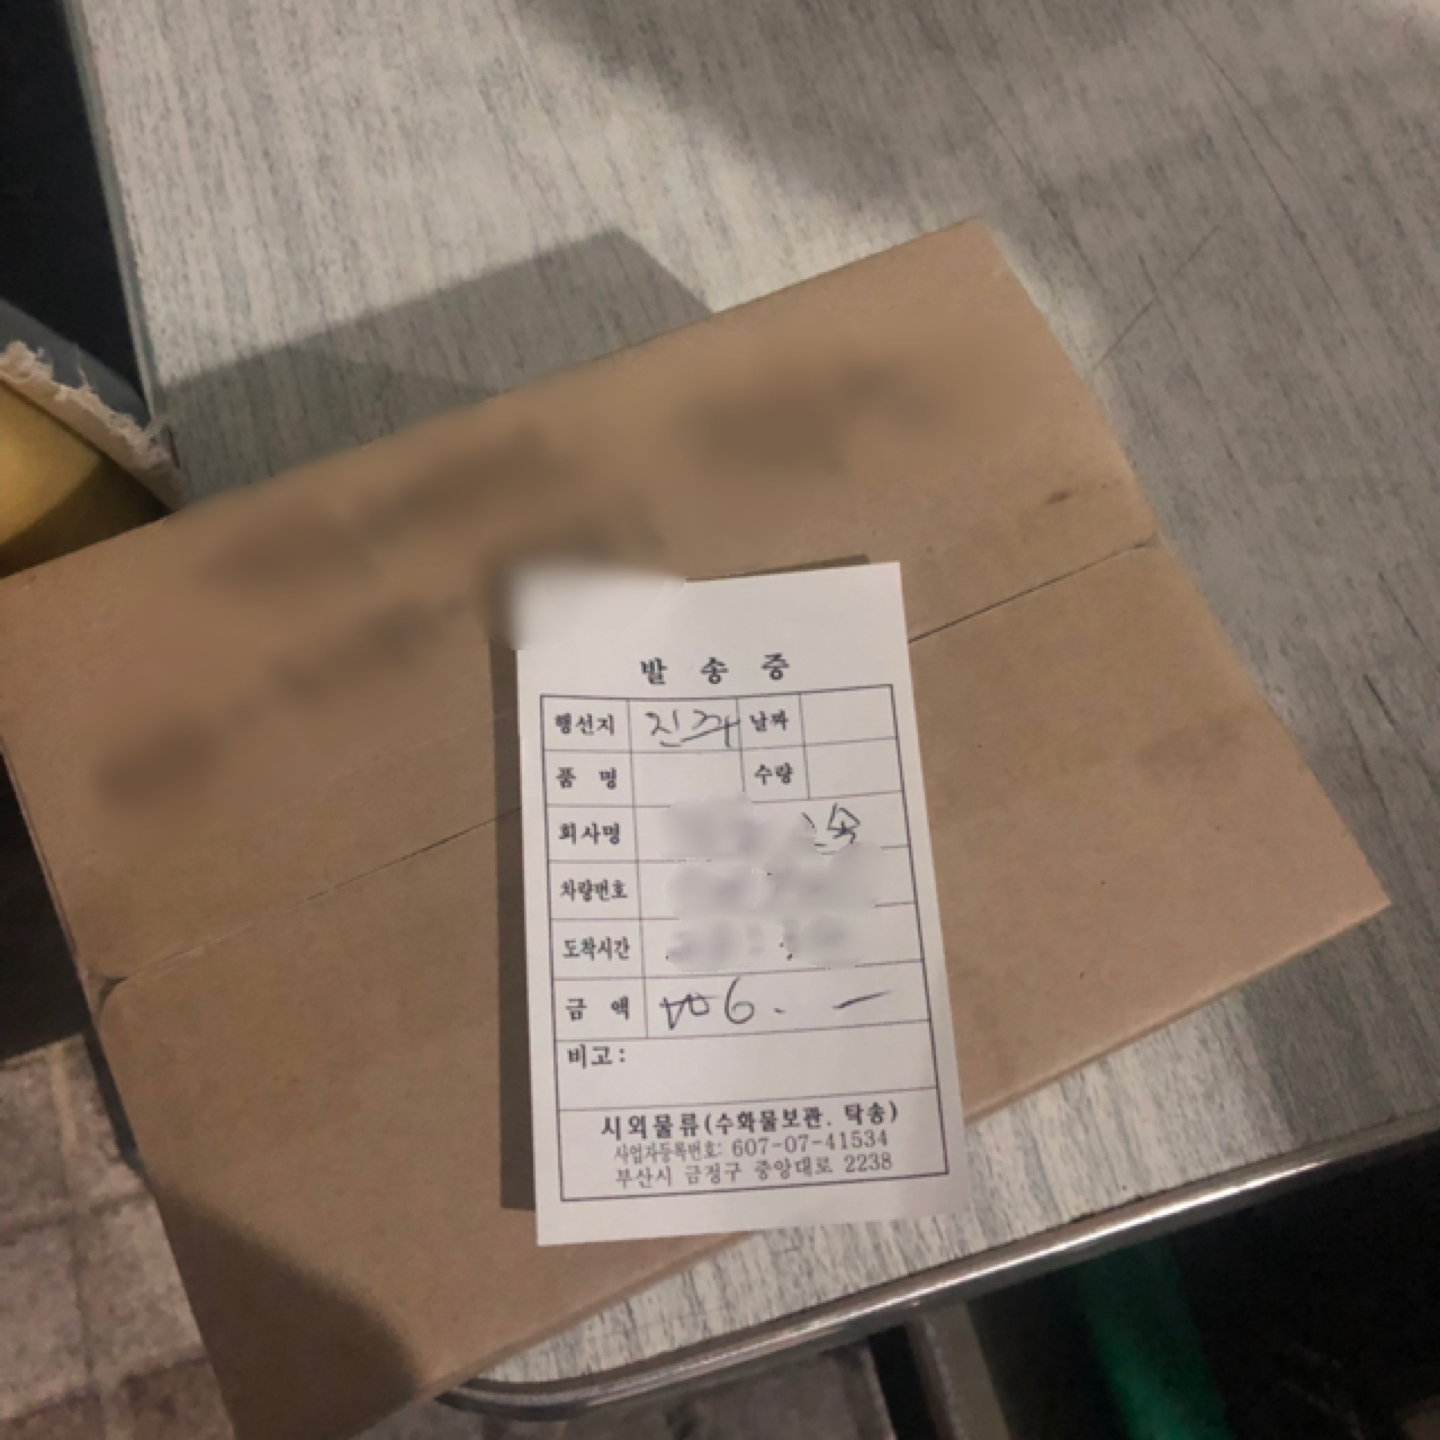 발 송 증
행선지 진주 날짜
품 명 수량
회사명
차량번호
도착시간
금 액 6. —
비고:
시외물류(수화물보관. 탁송)
사업자등록번호: 607-07-41534
부산시 금정구 중앙대로 2238